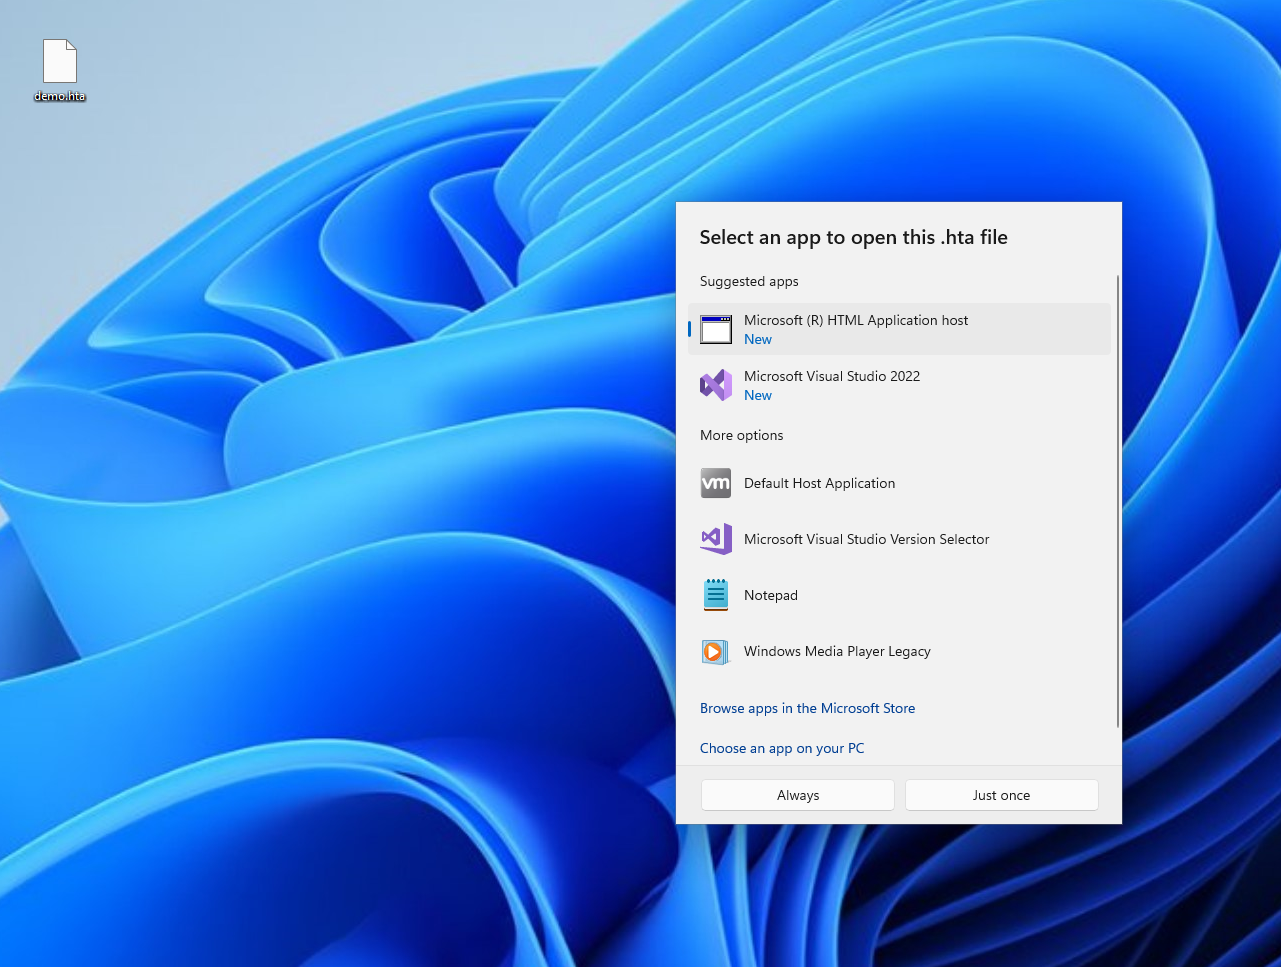 demo.hta
Select an app to open this .hta file
Suggested apps
Microsoft (R) HTML Application host
New
Microsoft Visual Studio 2022
New
More options
vm
Default Host Application
Microsoft Visual Studio Version Selector
Notepad
Windows Media Player Legacy
Browse apps in the Microsoft Store
Choose an app on your PC
Always
Just once